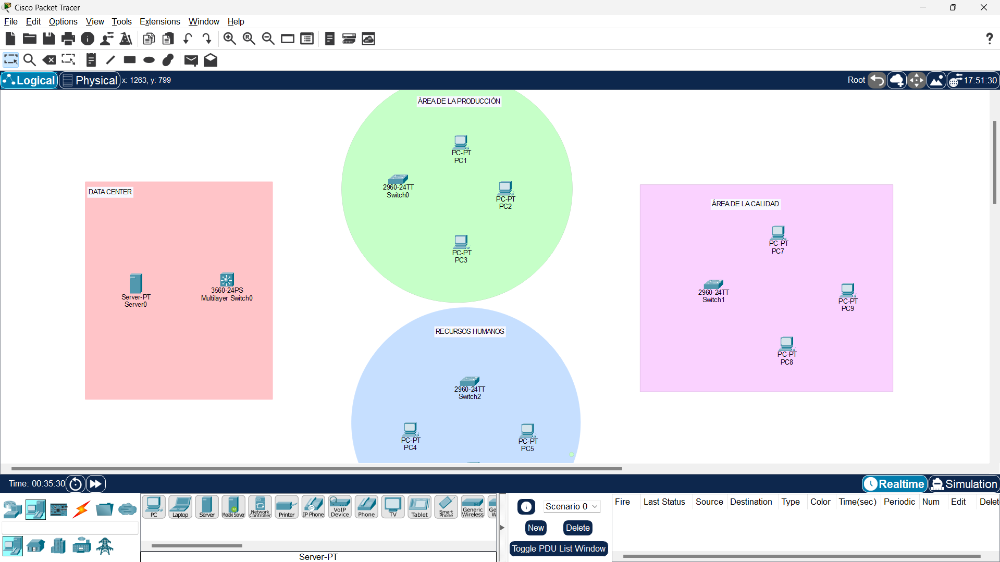 Cisco Packet Tracer
File Edit Options View Tools Extensions Window Help
Logical Physical x: 1263, y: 799 Root 17:51:30
ÁREA DE LA PRODUCCIÓN
PC-PT
PC1
2960-24TT
Switch0
PC-PT
PC2
PC-PT
PC3
DATA CENTER
Server-PT
Server0
3560-24PS
Multilayer Switch0
ÁREA DE LA CALIDAD
PC-PT
PC7
2960-24TT
Switch1
PC-PT
PC9
PC-PT
PC8
RECURSOS HUMANOS
2960-24TT
Switch2
PC-PT
PC4
PC-PT
PC5
Time: 00:35:30 Realtime Simulation
PC Laptop Server Meraki Server Network Controller Printer IP Phone VoIP Device Phone TV Tablet Smart Phone Generic Wireless
Server-PT
Scenario 0
New Delete
Toggle PDU List Window
Fire Last Status Source Destination Type Color Time(sec) Periodic Num Edit Delet